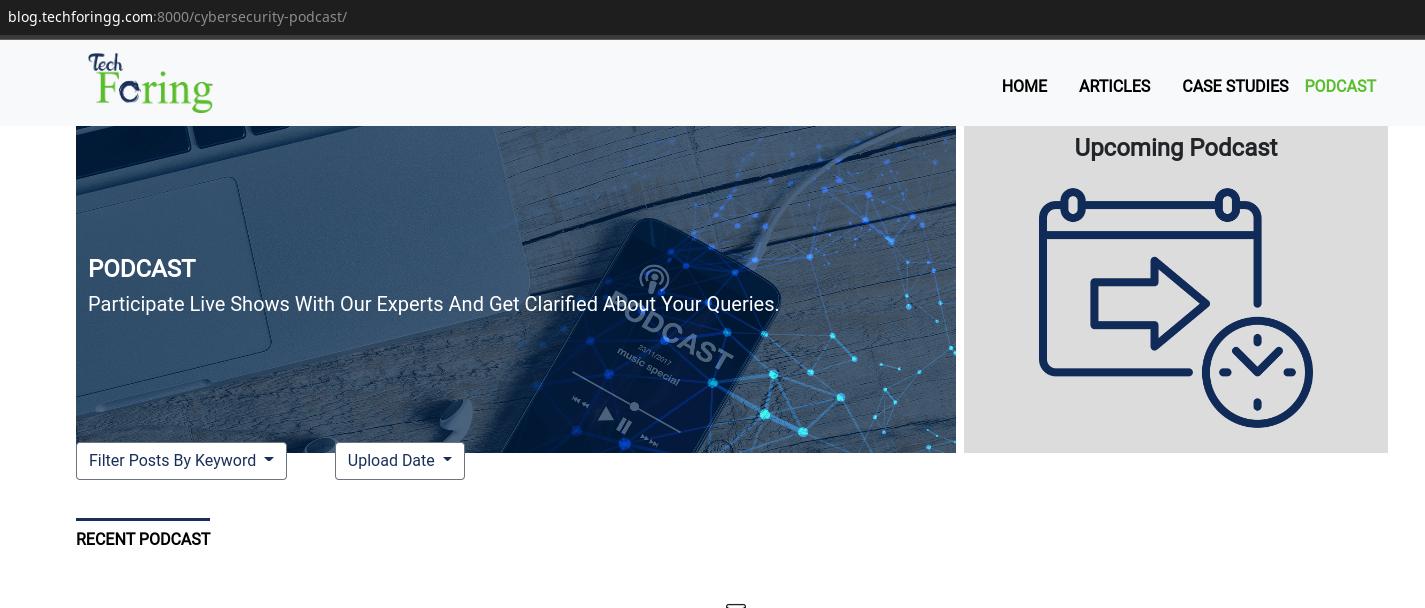 blog.techforingg.com:8000/cybersecurity-podcast/
Tech
Foring
HOME ARTICLES CASE STUDIES PODCAST
Upcoming Podcast
PODCAST
Participate Live Shows With Our Experts And Get Clarified About Your Queries.
PODCAST
23/11/2017
music special
Filter Posts By Keyword
Upload Date
RECENT PODCAST